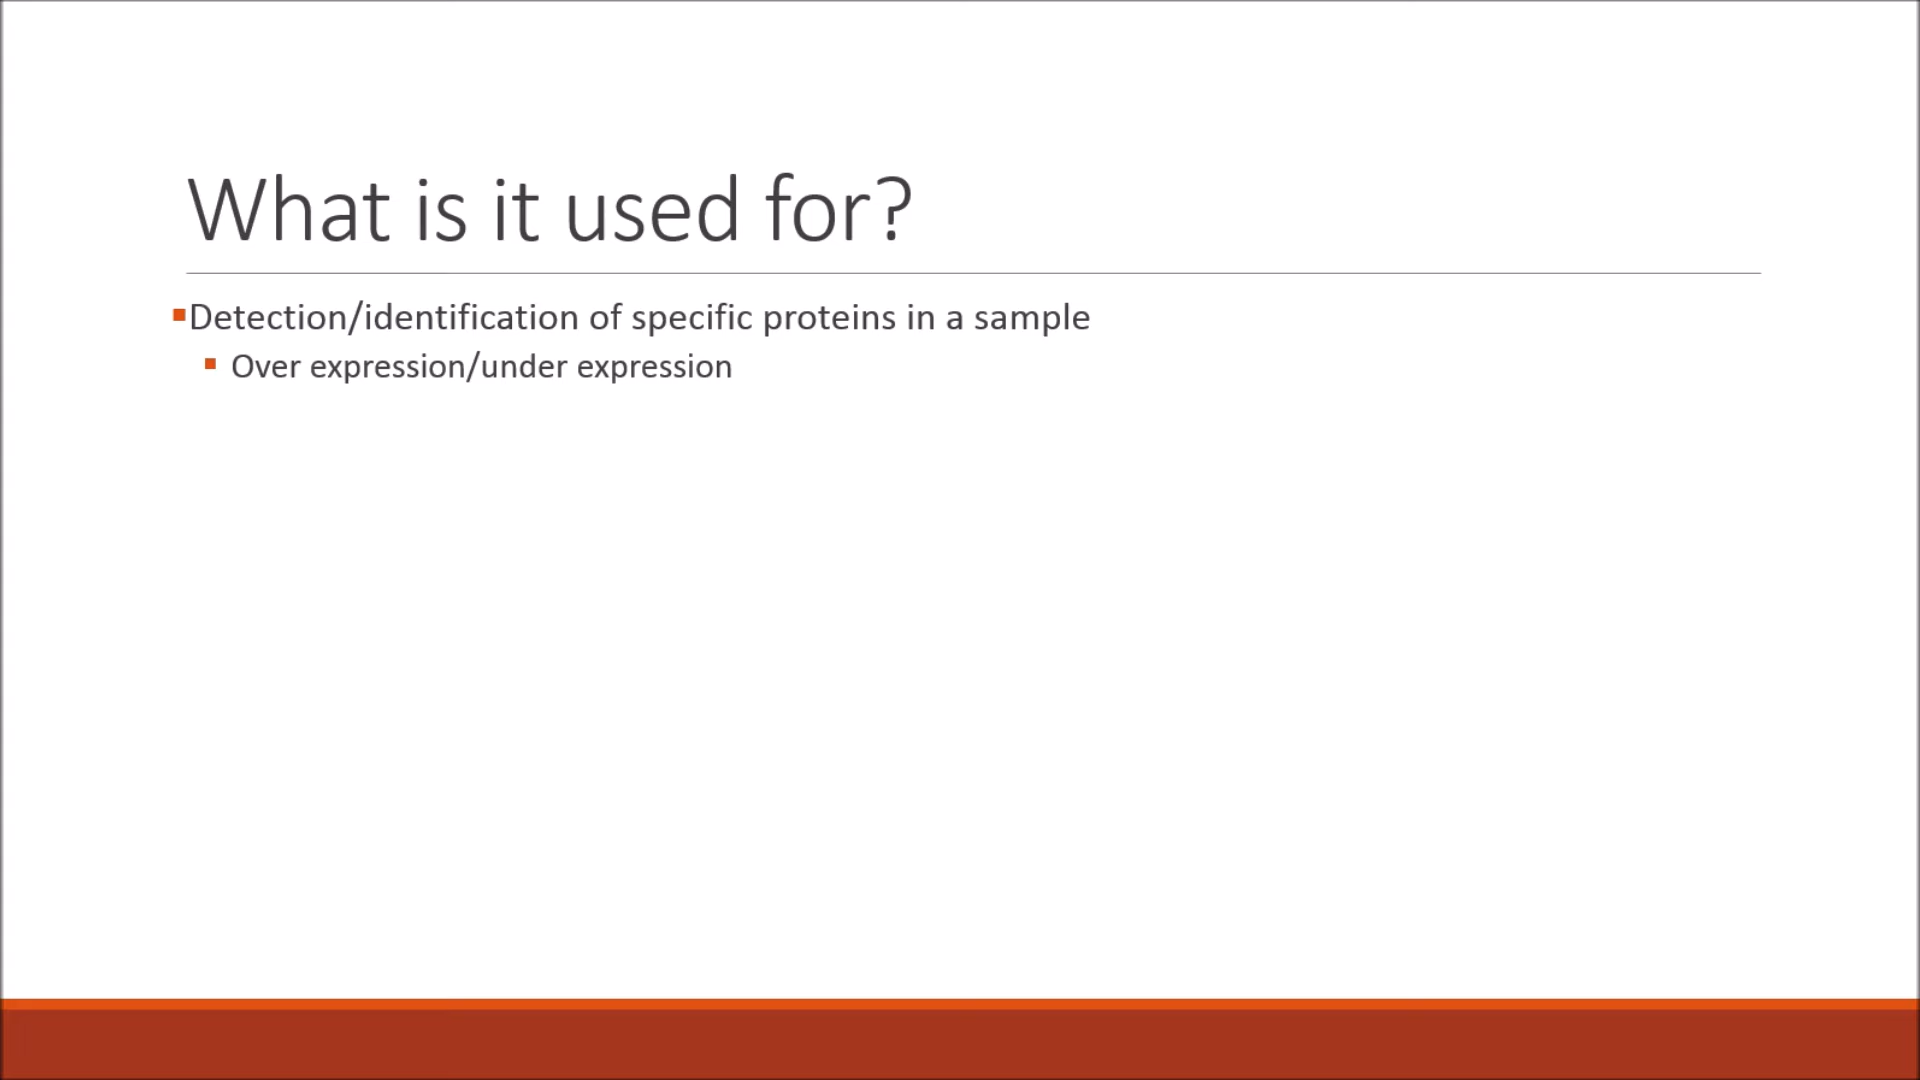 What is it used for?
Detection/identification of specific proteins in a sample
Over expression/under expression